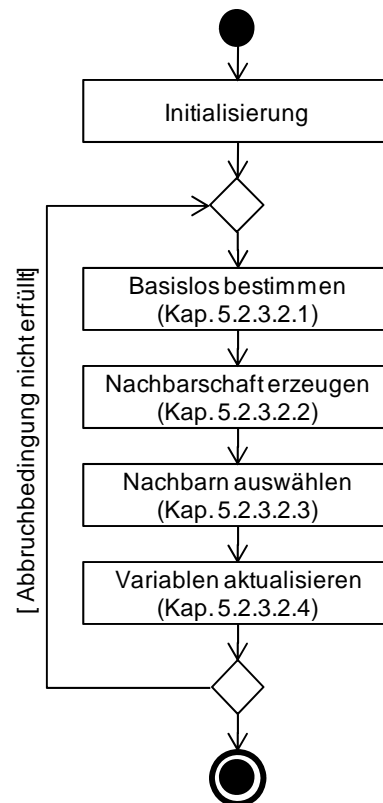 Initialisierung
Basislos bestimmen
(Kap. 5.2.3.2.1)
Nachbarschaft erzeugen
(Kap. 5.2.3.2.2)
Nachbarn auswählen
(Kap. 5.2.3.2.3)
Variablen aktualisieren
(Kap. 5.2.3.2.4)
[ Abbruchbedingung nicht erfüllt]